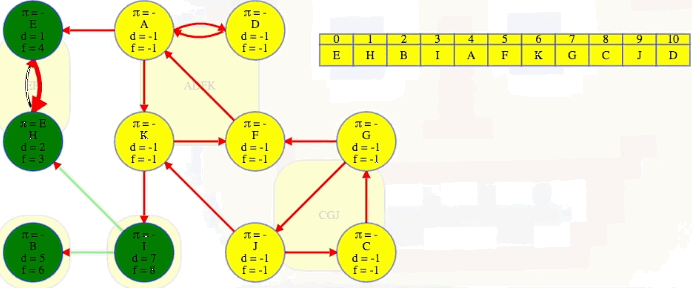 π = -
E
d = 1
f = 4
π = -
A
d = -1
f = -1
π = -
D
d = -1
f = -1
0 1 2 3 4 5 6 7 8 9 10
E H B I A F K G C J D
ADFK
π = E
H
d = 2
f = 3
π = -
K
d = -1
f = -1
π = -
F
d = -1
f = -1
π = -
G
d = -1
f = -1
CGJ
π = -
B
d = 5
f = 6
π = -
I
d = 7
f = 8
π = -
J
d = -1
f = -1
π = -
C
d = -1
f = -1